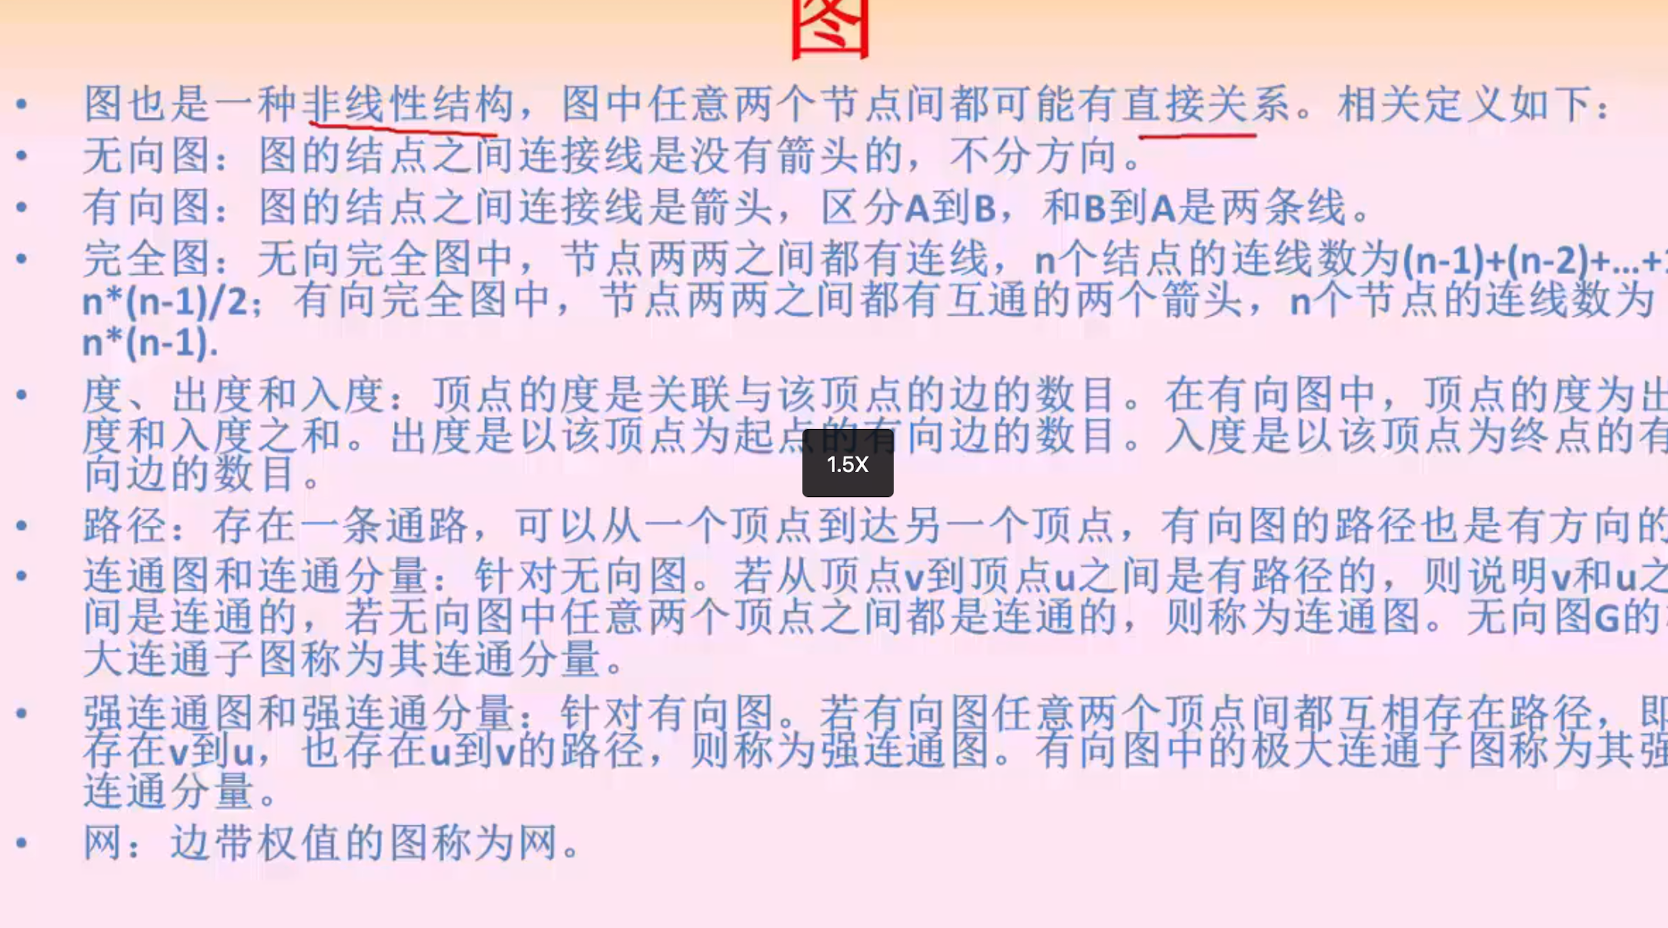 图
• 图也是一种非线性结构，图中任意两个节点间都可能有直接关系。相关定义如下：
• 无向图：图的结点之间连接线是没有箭头的，不分方向。
• 有向图：图的结点之间连接线是箭头，区分A到B，和B到A是两条线。
• 完全图：无向完全图中，节点两两之间都有连线，n个结点的连线数为(n-1)+(n-2)+…+
n*(n-1)/2；有向完全图中，节点两两之间都有互通的两个箭头，n个节点的连线数为
n*(n-1).
• 度、出度和入度：顶点的度是关联与该顶点的边的数目。在有向图中，顶点的度为出
度和入度之和。出度是以该顶点为起点的有向边的数目。入度是以该顶点为终点的有
向边的数目。
1.5X
• 路径：存在一条通路，可以从一个顶点到达另一个顶点，有向图的路径也是有方向的
• 连通图和连通分量：针对无向图。若从顶点v到顶点u之间是有路径的，则说明v和u之
间是连通的，若无向图中任意两个顶点之间都是连通的，则称为连通图。无向图G的
大连通子图称为其连通分量。
• 强连通图和强连通分量：针对有向图。若有向图任意两个顶点间都互相存在路径，即
存在v到u，也存在u到v的路径，则称为强连通图。有向图中的极大连通子图称为其强
连通分量。
• 网：边带权值的图称为网。